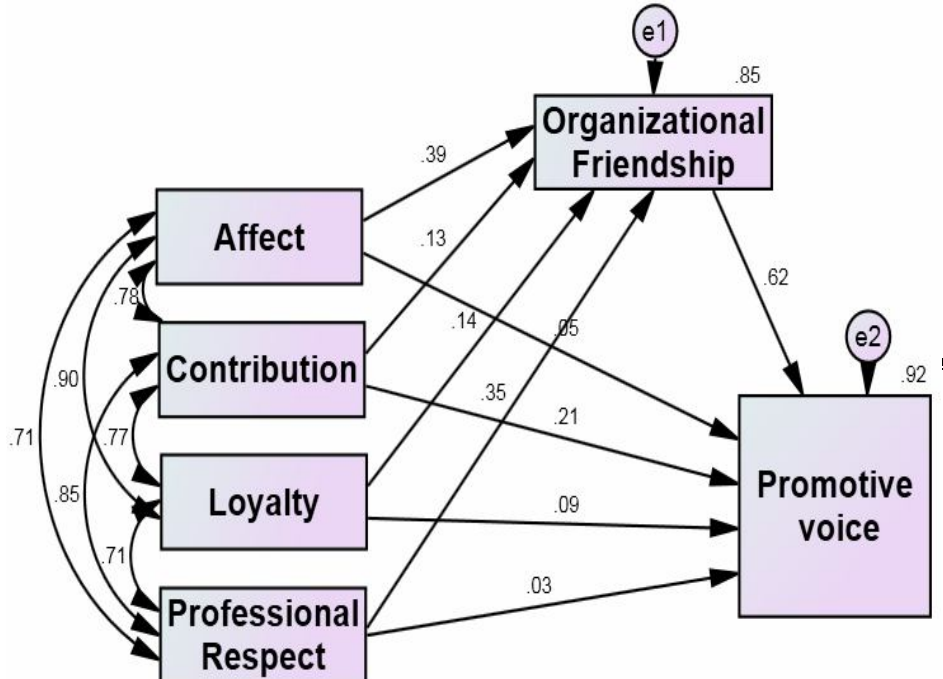 e1
.85
Organizational
Friendship
.39
Affect
.13
.78
.62
.14
.05
e2
Contribution
.92
.90
.35
.21
.71
.77
.85
Loyalty
.09
Promotive
voice
.71
.03
Professional
Respect